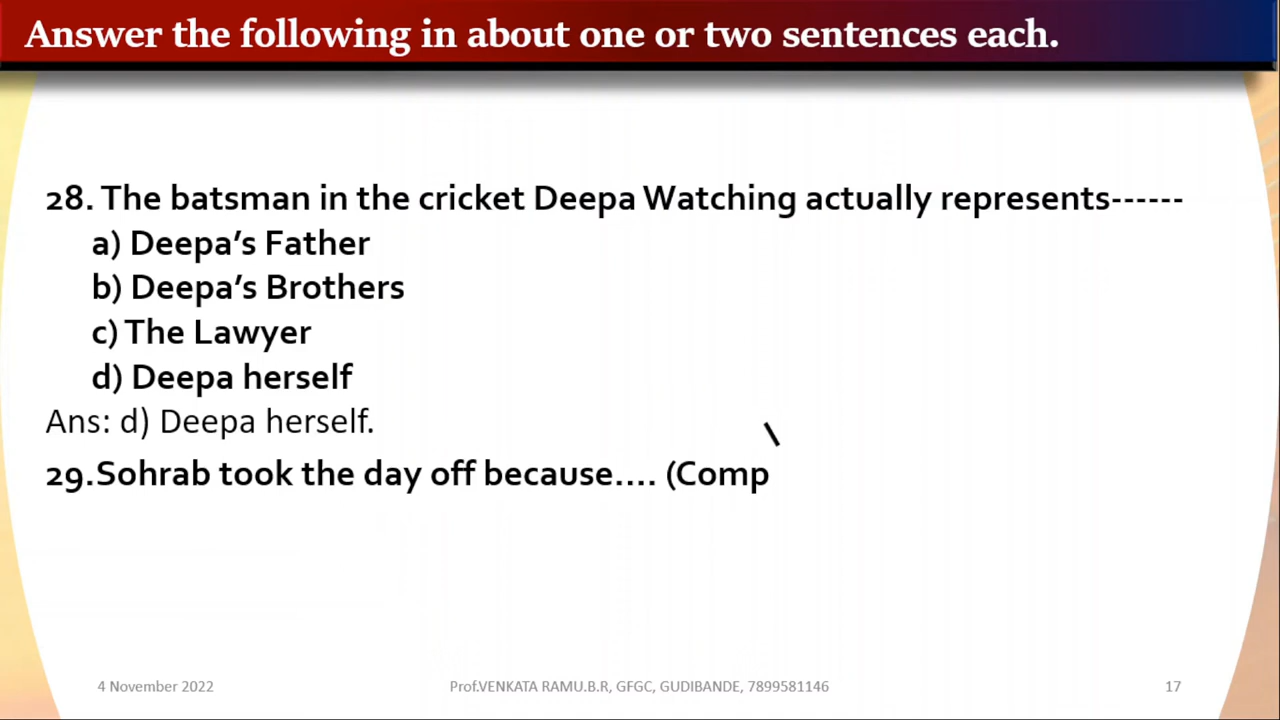 Answer the following in about one or two sentences each.
28. The batsman in the cricket Deepa Watching actually represents------
a) Deepa’s Father
b) Deepa’s Brothers
c) The Lawyer
d) Deepa herself
Ans: d) Deepa herself.
29.Sohrab took the day off because.... (Comp
4 November 2022
Prof.VENKATA RAMU.B.R, GFGC, GUDIBANDE, 7899581146
17